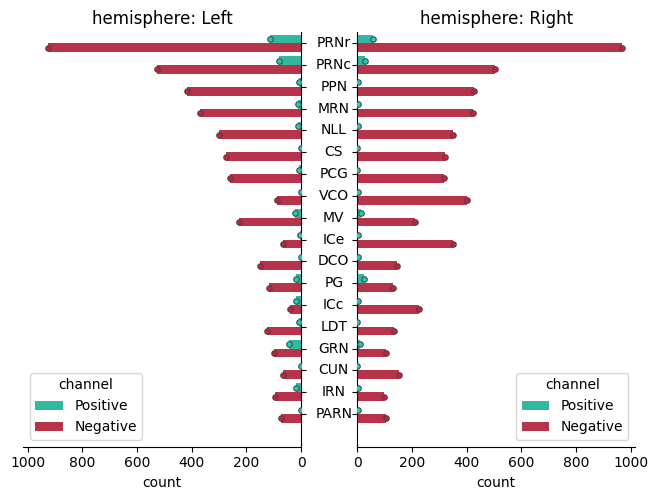 hemisphere: Left
hemisphere: Right
PRNr
PRNc
PPN
MRN
NLL
CS
PCG
VCO
MV
ICe
DCO
PG
ICc
LDT
GRN
CUN
IRN
PARN
channel
Positive
Negative
channel
Positive
Negative
1000 800 600 400 200 0
0 200 400 600 800 1000
count
count